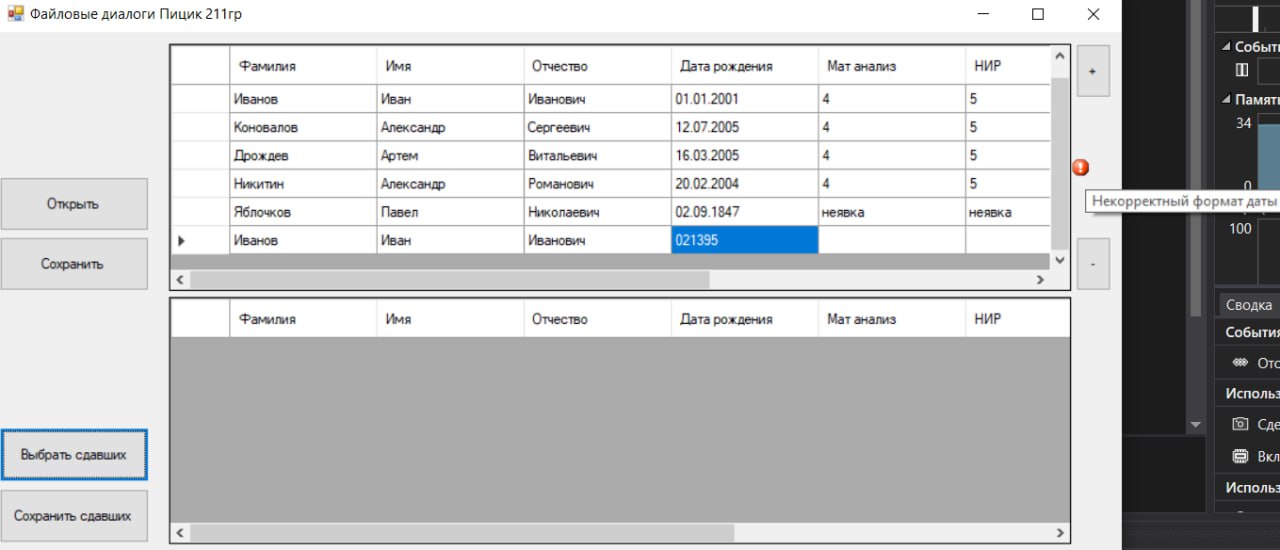 Файловые диалоги Пицик 211гр
Фамилия Имя Отчество Дата рождения Мат анализ НИР
Иванов Иван Иванович 01.01.2001 4 5
Коновалов Александр Сергеевич 12.07.2005 4 5
Дрождев Артем Витальевич 16.03.2005 4 5
Никитин Александр Романович 20.02.2004 4 5
Яблочков Павел Николаевич 02.09.1847 неявка неявка
Иванов Иван Иванович 021395
+
-
Некорректный формат даты
Открыть
Сохранить
Фамилия Имя Отчество Дата рождения Мат анализ НИР
Выбрать сдавших
Сохранить сдавших
Событи
Память
34
0
100
Сводка
События
Отс
Использ
Сде
Вкл
Использ